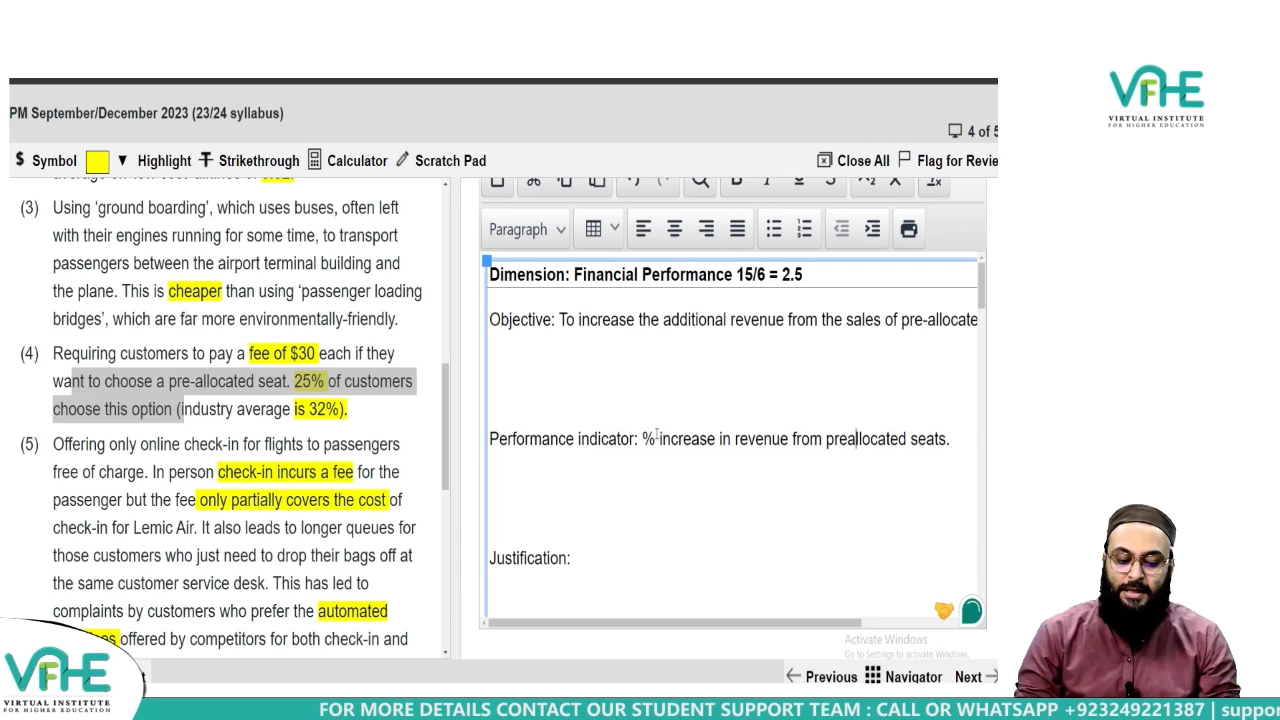 VIRTUAL INSTITUTE
FOR HIGHER EDUCATION
PM September/December 2023 (23/24 syllabus)
4 of 5
$ Symbol Highlight Strikethrough Calculator Scratch Pad
Close All Flag for Revie
(3) Using ‘ground boarding’, which uses buses, often left
with their engines running for some time, to transport
passengers between the airport terminal building and
the plane. This is cheaper than using ‘passenger loading
bridges’, which are far more environmentally-friendly.
(4) Requiring customers to pay a fee of $30 each if they
want to choose a pre-allocated seat. 25% of customers
choose this option (industry average is 32%).
(5) Offering only online check-in for flights to passengers
free of charge. In person check-in incurs a fee for the
passenger but the fee only partially covers the cost of
check-in for Lemic Air. It also leads to longer queues for
those customers who just need to drop their bags off at
the same customer service desk. This has led to
complaints by customers who prefer the automated
offered by competitors for both check-in and
Paragraph
Dimension: Financial Performance 15/6 = 2.5
Objective: To increase the additional revenue from the sales of pre-allocate
Performance indicator: % increase in revenue from preallocated seats.
Justification:
Activate Windows
Go to Settings to activate Windows.
Previous Navigator Next
VIRTUAL INSTITUTE
FOR HIGHER EDUCATION
FOR MORE DETAILS CONTACT OUR STUDENT SUPPORT TEAM : CALL OR WHATSAPP +923249221387 | suppor